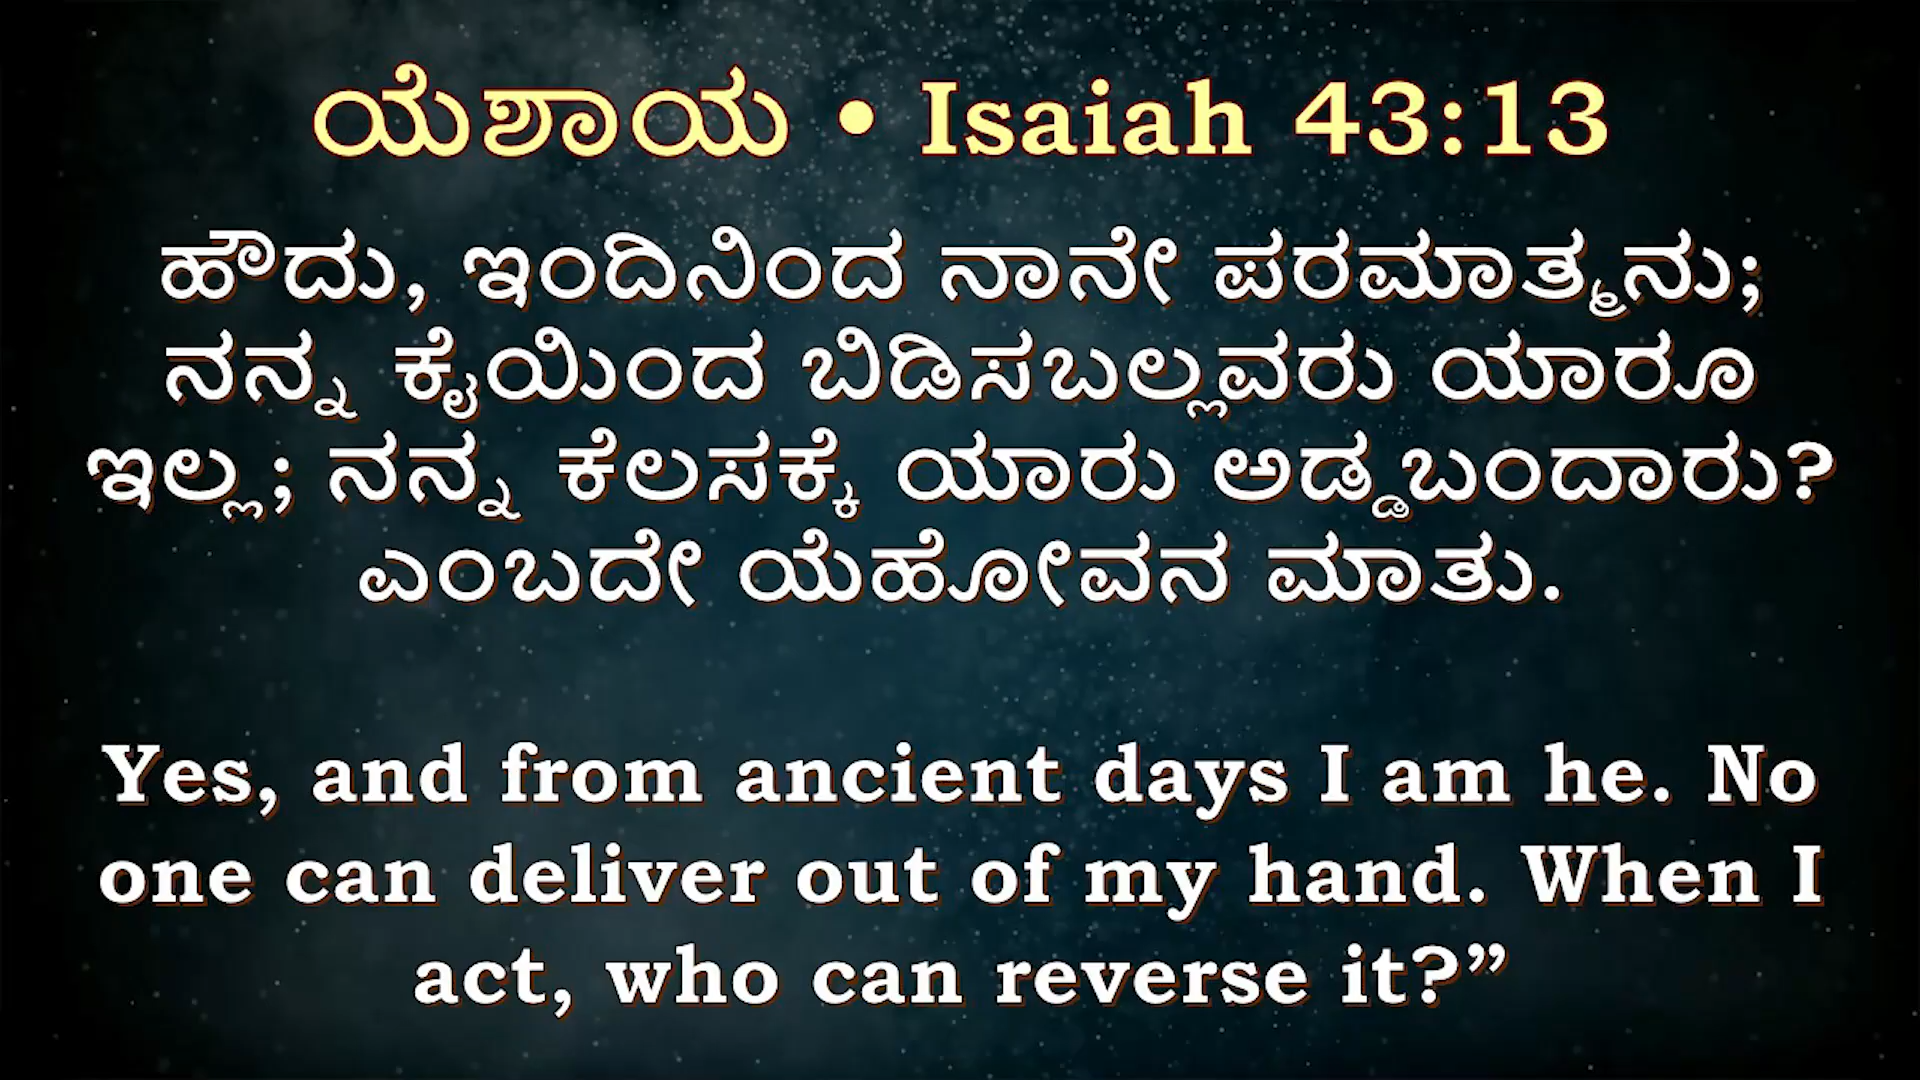 ಯೆಶಾಯ • Isaiah 43:13
ಹೌದು, ಇಂದಿನಿಂದ ನಾನೇ ಪರಮಾತ್ಮನು;
ನನ್ನ ಕೈಯಿಂದ ಬಿಡಿಸಬಲ್ಲವರು ಯಾರೂ
ಇಲ್ಲ; ನನ್ನ ಕೆಲಸಕ್ಕೆ ಯಾರು ಅಡ್ಡಬಂದಾರು?
ಎಂಬದೇ ಯೆಹೋವನ ಮಾತು.
Yes, and from ancient days I am he. No
one can deliver out of my hand. When I
act, who can reverse it?”